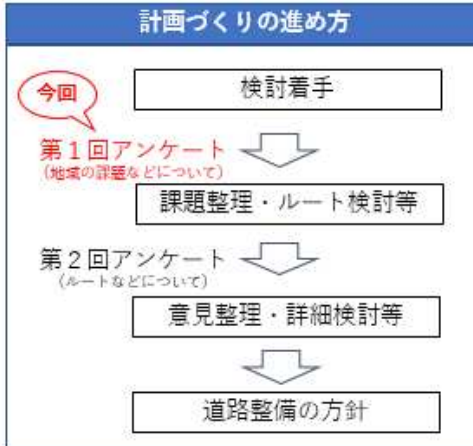 計画づくりの進め方
検討着手
今回
第１回アンケート
（地域の課題などについて）
課題整理・ルート検討等
第２回アンケート
（ルートなどについて）
意見整理・詳細検討等
道路整備の方針